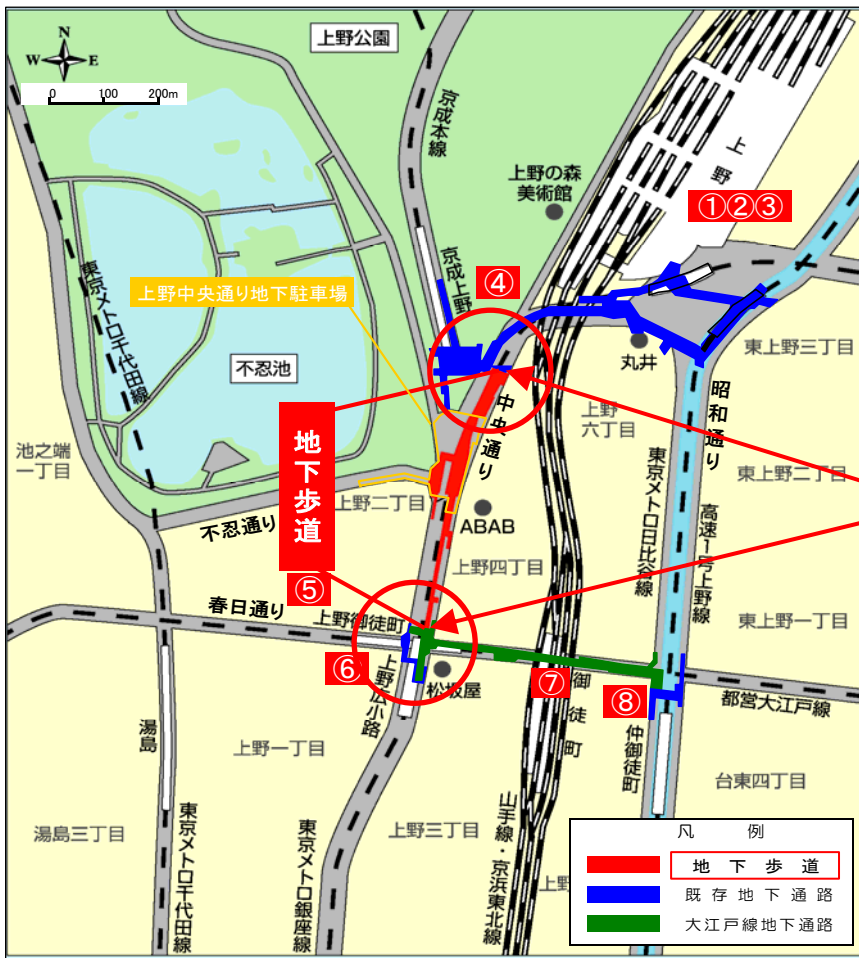 N
W E
0 100 200m
上野公園
京成本線
上野の森
美術館
上野
①②③
京成上野
④
上野中央通り地下駐車場
東京メトロ千代田線
不忍池
丸井
東上野三丁目
中央通り
上野
六丁目
昭和通り
地下歩道
池之端
一丁目
東上野二丁目
上野二丁目
不忍通り
ABAB
東京メトロ日比谷線
高速1号上野線
上野四丁目
⑤
春日通り
上野御徒町
東上野一丁目
⑥
松坂屋
⑦
御徒町
⑧
都営大江戸線
上野広小路
湯島
仲御徒町
上野一丁目
台東四丁目
湯島三丁目
東京メトロ千代田線
東京メトロ銀座線
上野三丁目
山手線・京浜東北線
上野
凡 例
地下歩道
既存地下通路
大江戸線地下通路